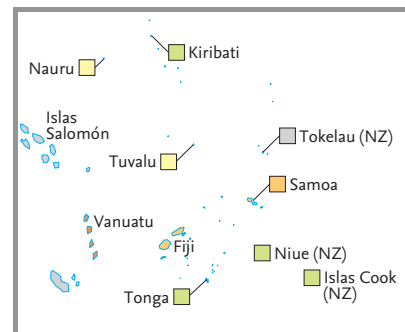 Kiribati
Nauru
Islas
Salomón
Tokelau (NZ)
Tuvalu
Samoa
Vanuatu
Fiji
Niue (NZ)
Islas Cook
(NZ)
Tonga